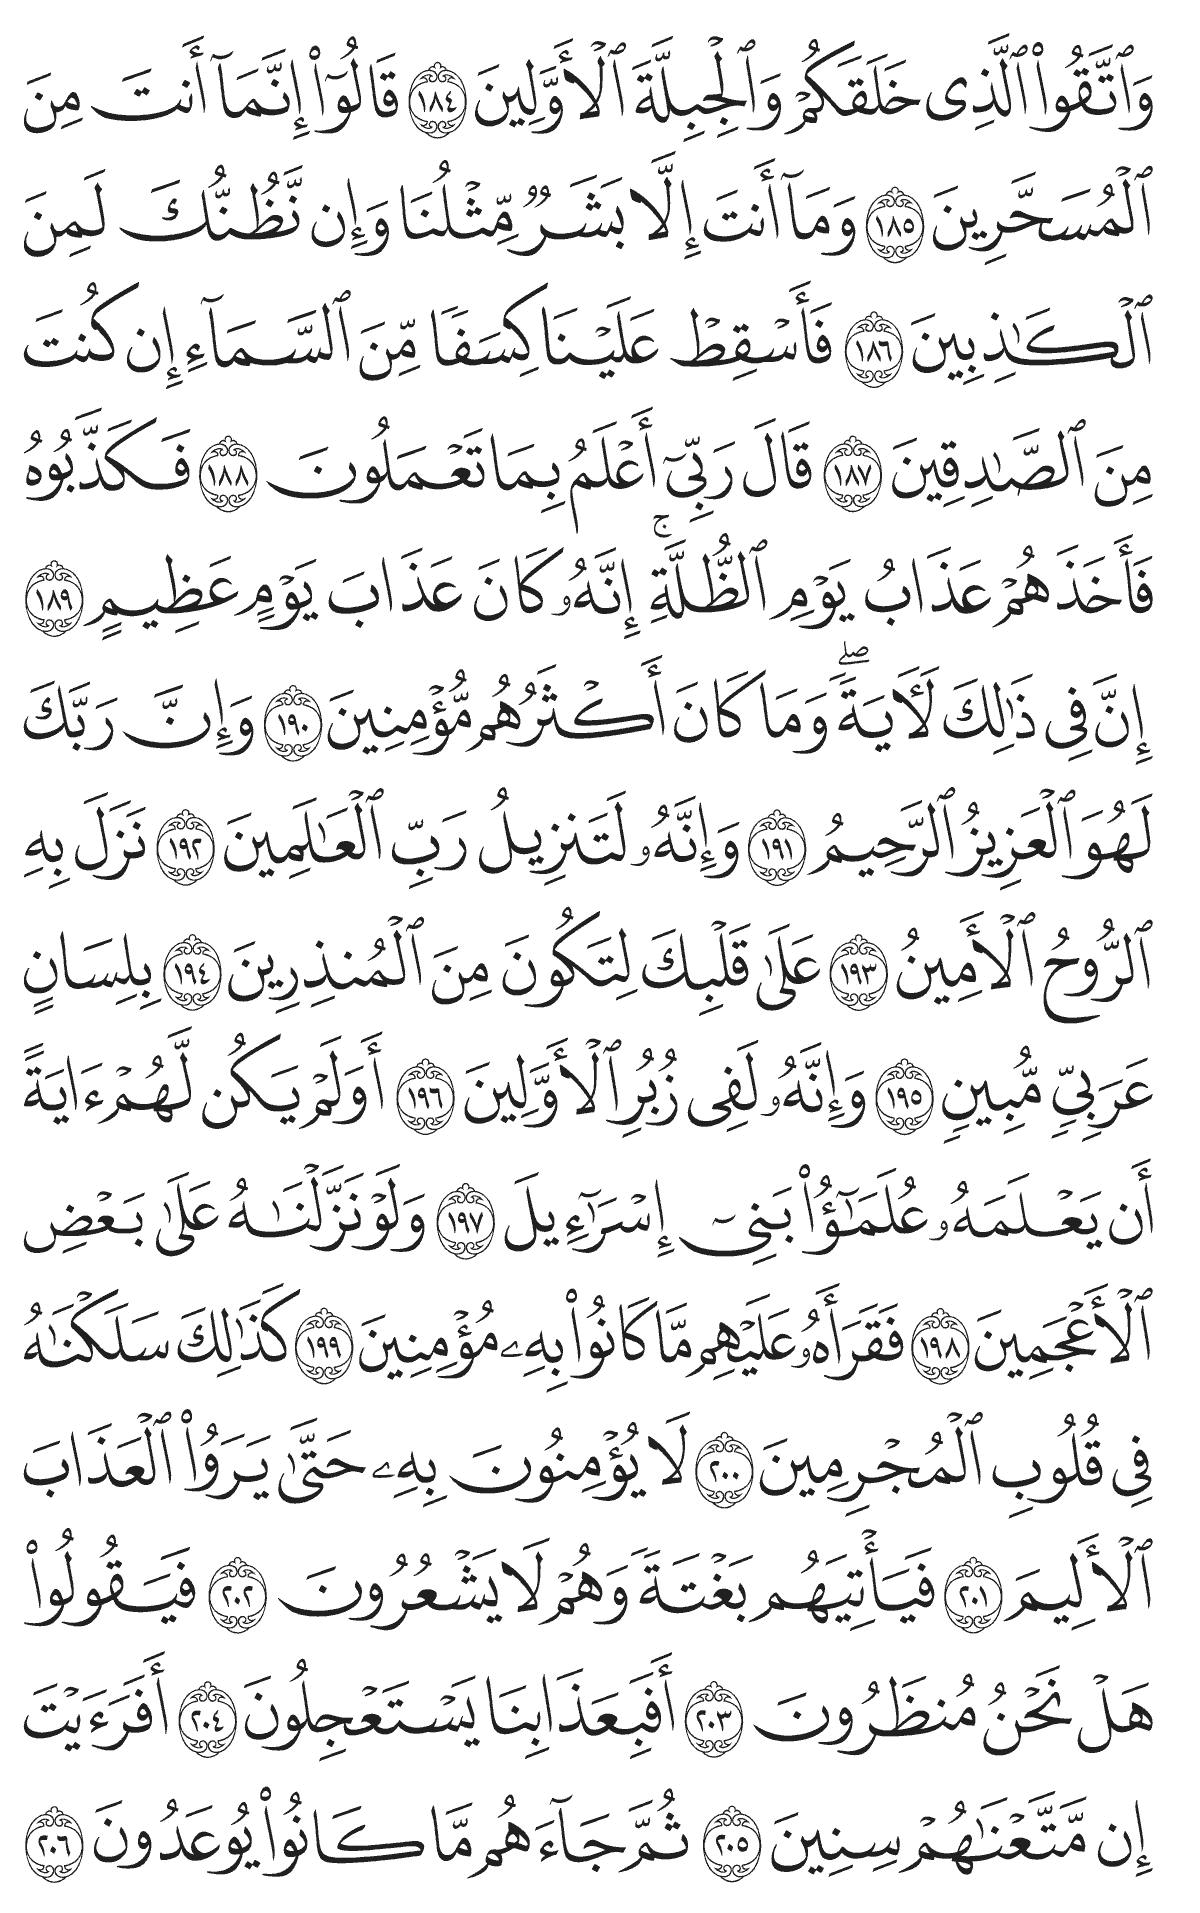 وَٱتَّقُوا۟ ٱلَّذِى خَلَقَكُمْ وَٱلْجِبِلَّةَ ٱلْأَوَّلِينَ ١٨٤ قَالُوٓا۟ إِنَّمَآ أَنتَ مِنَ
ٱلْمُسَحَّرِينَ ١٨٥ وَمَآ أَنتَ إِلَّا بَشَرٌ مِّثْلُنَا وَإِن نَّظُنُّكَ لَمِنَ
ٱلْكَـٰذِبِينَ ١٨٦ فَأَسْقِطْ عَلَيْنَا كِسَفًا مِّنَ ٱلسَّمَآءِ إِن كُنتَ
مِنَ ٱلصَّـٰدِقِينَ ١٨٧ قَالَ رَبِّىٓ أَعْلَمُ بِمَا تَعْمَلُونَ ١٨٨ فَكَذَّبُوهُ
فَأَخَذَهُمْ عَذَابُ يَوْمِ ٱلظُّلَّةِ ۚ إِنَّهُۥ كَانَ عَذَابَ يَوْمٍ عَظِيمٍ ١٨٩
إِنَّ فِى ذَٰلِكَ لَـَٔايَةً ۖ وَمَا كَانَ أَكْثَرُهُم مُّؤْمِنِينَ ١٩٠ وَإِنَّ رَبَّكَ
لَهُوَ ٱلْعَزِيزُ ٱلرَّحِيمُ ١٩١ وَإِنَّهُۥ لَتَنزِيلُ رَبِّ ٱلْعَـٰلَمِينَ ١٩٢ نَزَلَ بِهِ
ٱلرُّوحُ ٱلْأَمِينُ ١٩٣ عَلَىٰ قَلْبِكَ لِتَكُونَ مِنَ ٱلْمُنذِرِينَ ١٩٤ بِلِسَانٍ
عَرَبِىٍّ مُّبِينٍ ١٩٥ وَإِنَّهُۥ لَفِى زُبُرِ ٱلْأَوَّلِينَ ١٩٦ أَوَلَمْ يَكُن لَّهُمْ ءَايَةً
أَن يَعْلَمَهُۥ عُلَمَـٰٓؤُا۟ بَنِىٓ إِسْرَٰٓءِيلَ ١٩٧ وَلَوْ نَزَّلْنَـٰهُ عَلَىٰ بَعْضِ
ٱلْأَعْجَمِينَ ١٩٨ فَقَرَأَهُۥ عَلَيْهِم مَّا كَانُوا۟ بِهِۦ مُؤْمِنِينَ ١٩٩ كَذَٰلِكَ سَلَكْنَـٰهُ
فِى قُلُوبِ ٱلْمُجْرِمِينَ ٢٠٠ لَا يُؤْمِنُونَ بِهِۦ حَتَّىٰ يَرَوُا۟ ٱلْعَذَابَ
ٱلْأَلِيمَ ٢٠١ فَيَأْتِيَهُم بَغْتَةً وَهُمْ لَا يَشْعُرُونَ ٢٠٢ فَيَقُولُوا۟
هَلْ نَحْنُ مُنظَرُونَ ٢٠٣ أَفَبِعَذَابِنَا يَسْتَعْجِلُونَ ٢٠٤ أَفَرَءَيْتَ
إِن مَّتَّعْنَـٰهُمْ سِنِينَ ٢٠٥ ثُمَّ جَآءَهُم مَّا كَانُوا۟ يُوعَدُونَ ٢٠٦